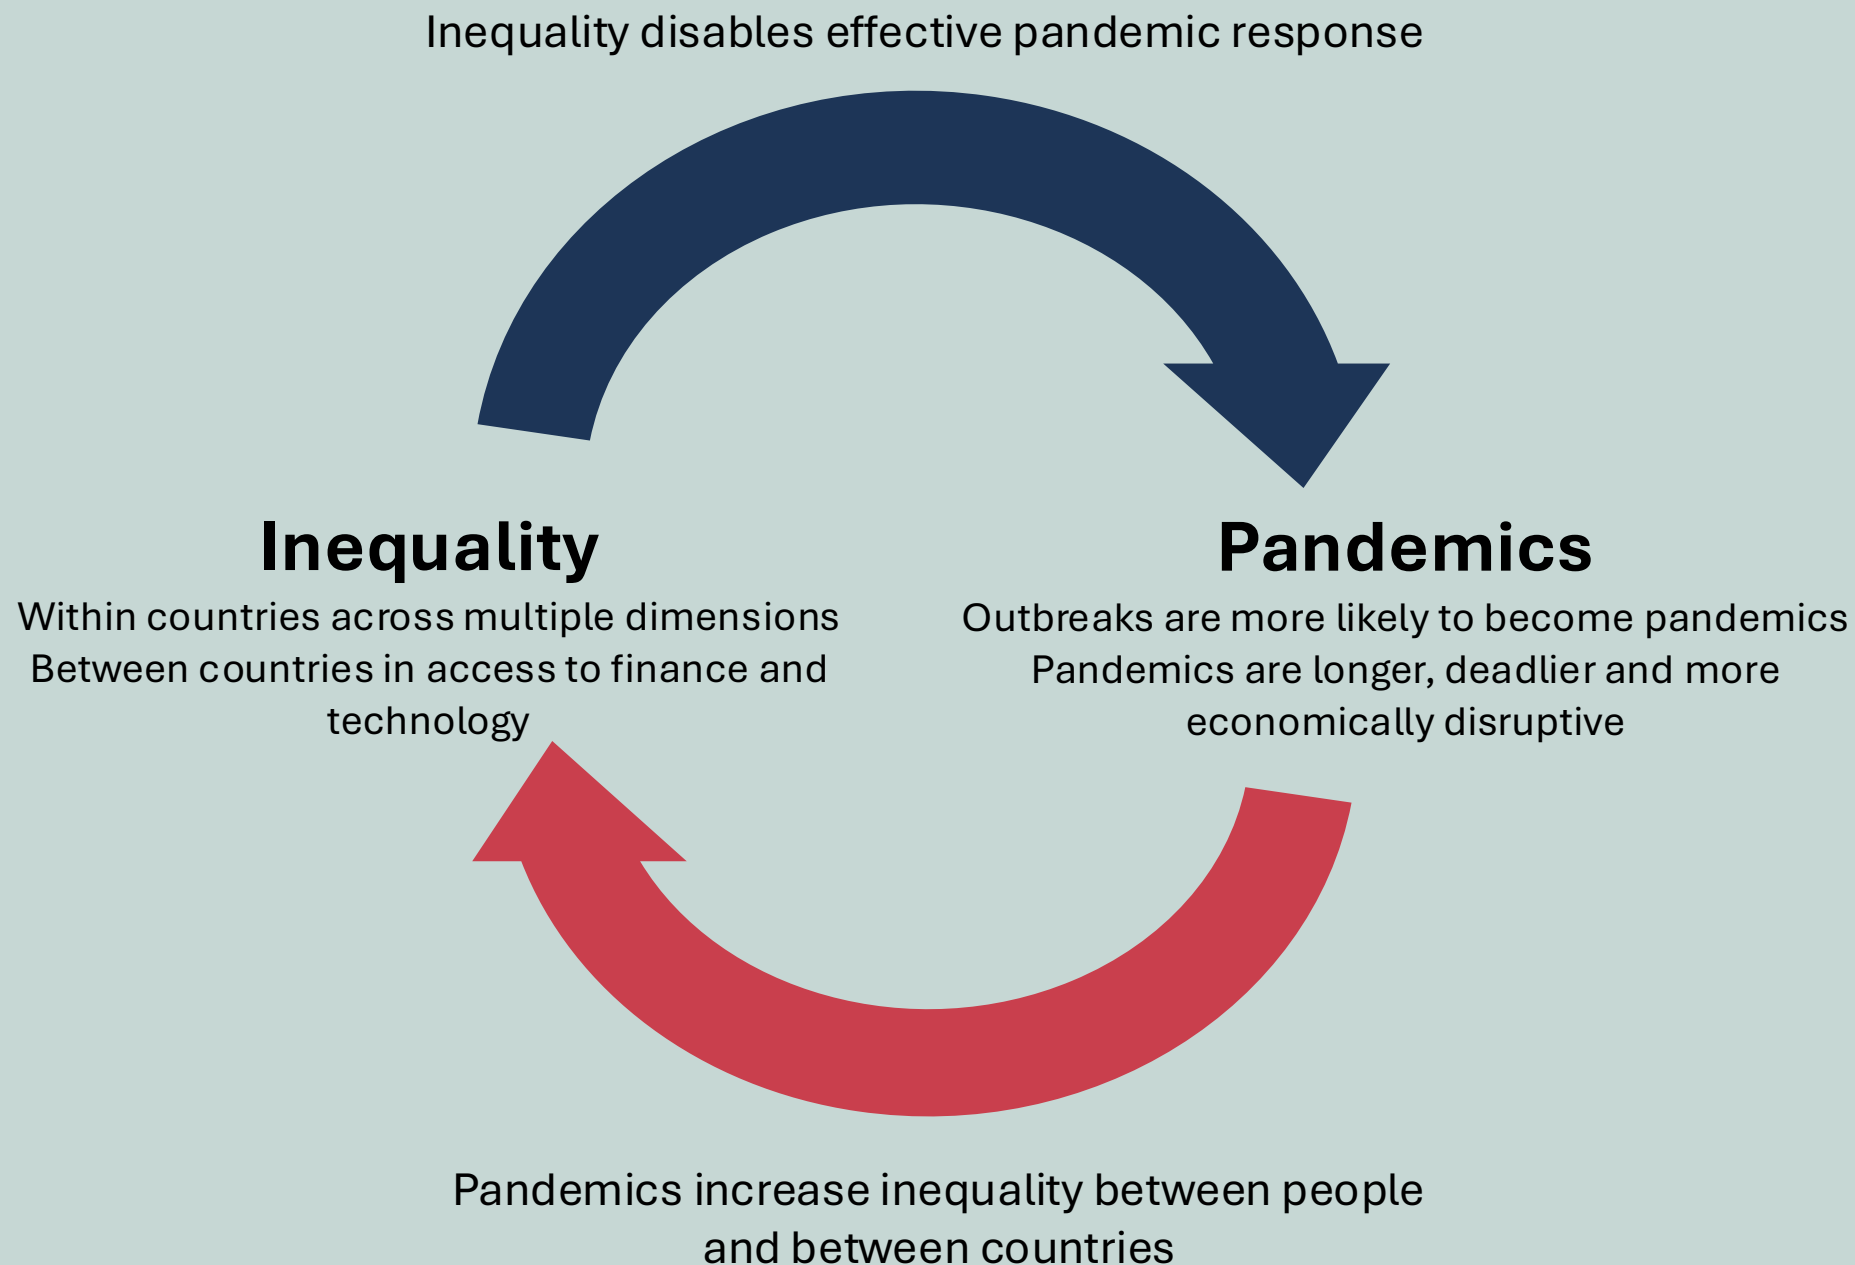 Inequality disables effective pandemic response
Inequality
Within countries across multiple dimensions
Between countries in access to finance and
technology
Pandemics
Outbreaks are more likely to become pandemics
Pandemics are longer, deadlier and more
economically disruptive
Pandemics increase inequality between people
and between countries